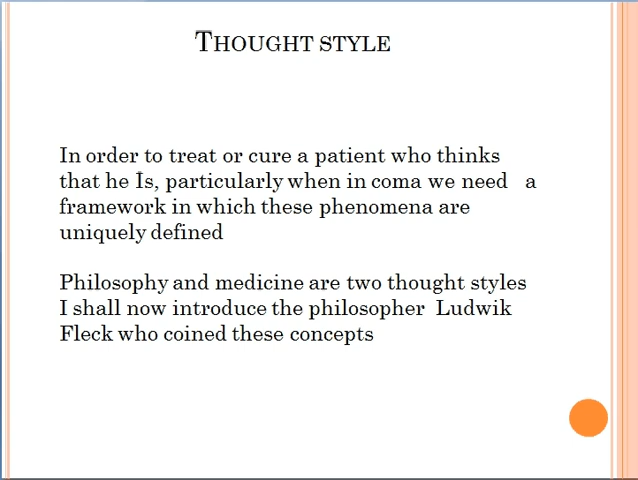 THOUGHT STYLE
In order to treat or cure a patient who thinks
that he Is, particularly when in coma we need a
framework in which these phenomena are
uniquely defined
Philosophy and medicine are two thought styles
I shall now introduce the philosopher Ludwik
Fleck who coined these concepts